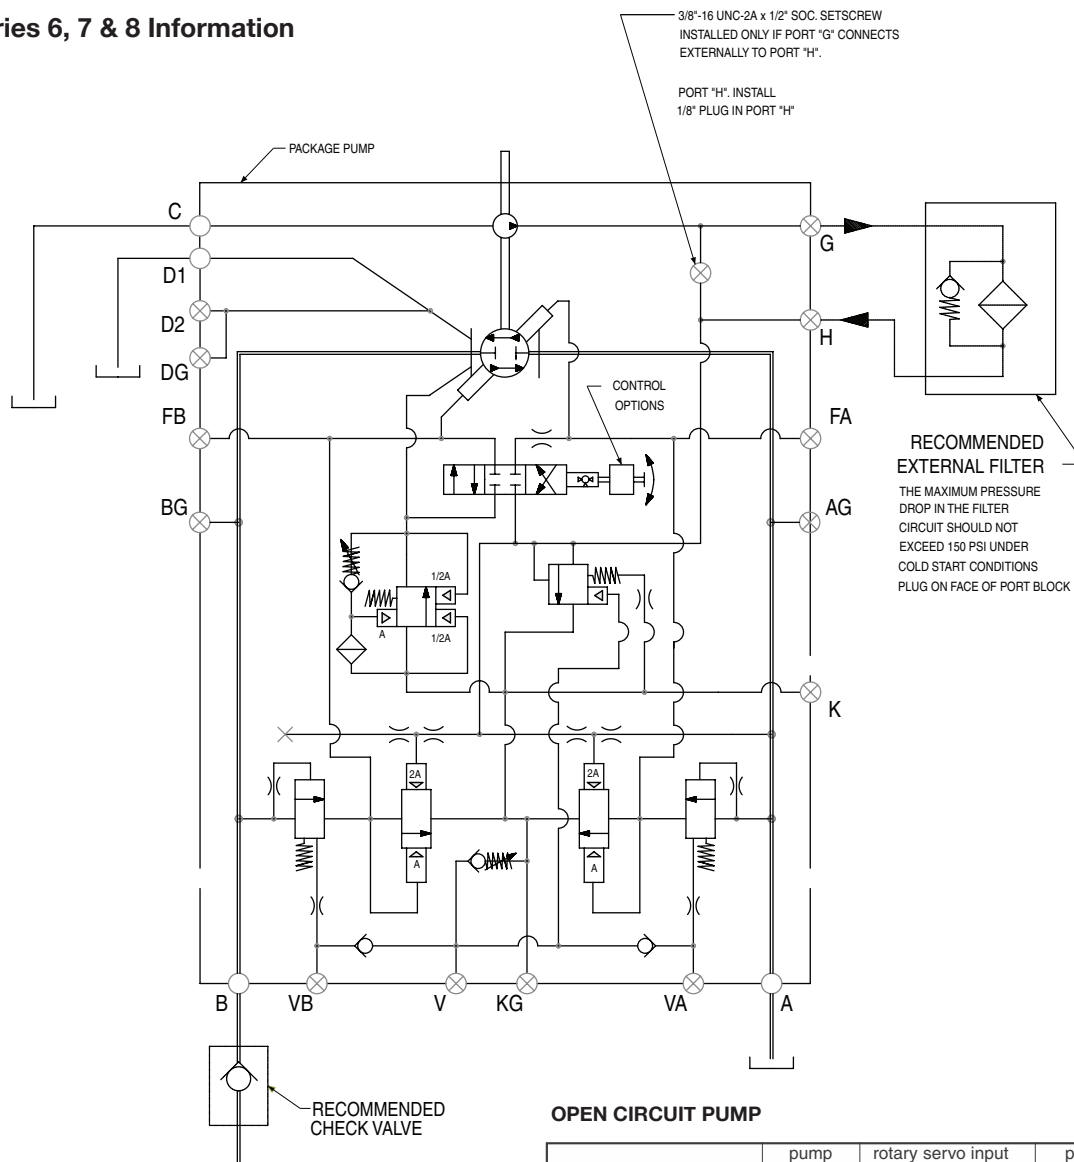 ries 6, 7 & 8 Information
3/8"-16 UNC-2A x 1/2" SOC. SETSCREW
INSTALLED ONLY IF PORT "G" CONNECTS
EXTERNALLY TO PORT "H".
PORT "H". INSTALL
1/8" PLUG IN PORT "H"
PACKAGE PUMP
C
G
D1
D2
H
DG
CONTROL
OPTIONS
FB
FA
RECOMMENDED
EXTERNAL FILTER
THE MAXIMUM PRESSURE
DROP IN THE FILTER
CIRCUIT SHOULD NOT
EXCEED 150 PSI UNDER
COLD START CONDITIONS
PLUG ON FACE OF PORT BLOCK
BG
AG
1/2A
A
1/2A
K
2A
2A
A
A
B
VB
V
KG
VA
A
RECOMMENDED
CHECK VALVE
OPEN CIRCUIT PUMP
pump rotary servo input p